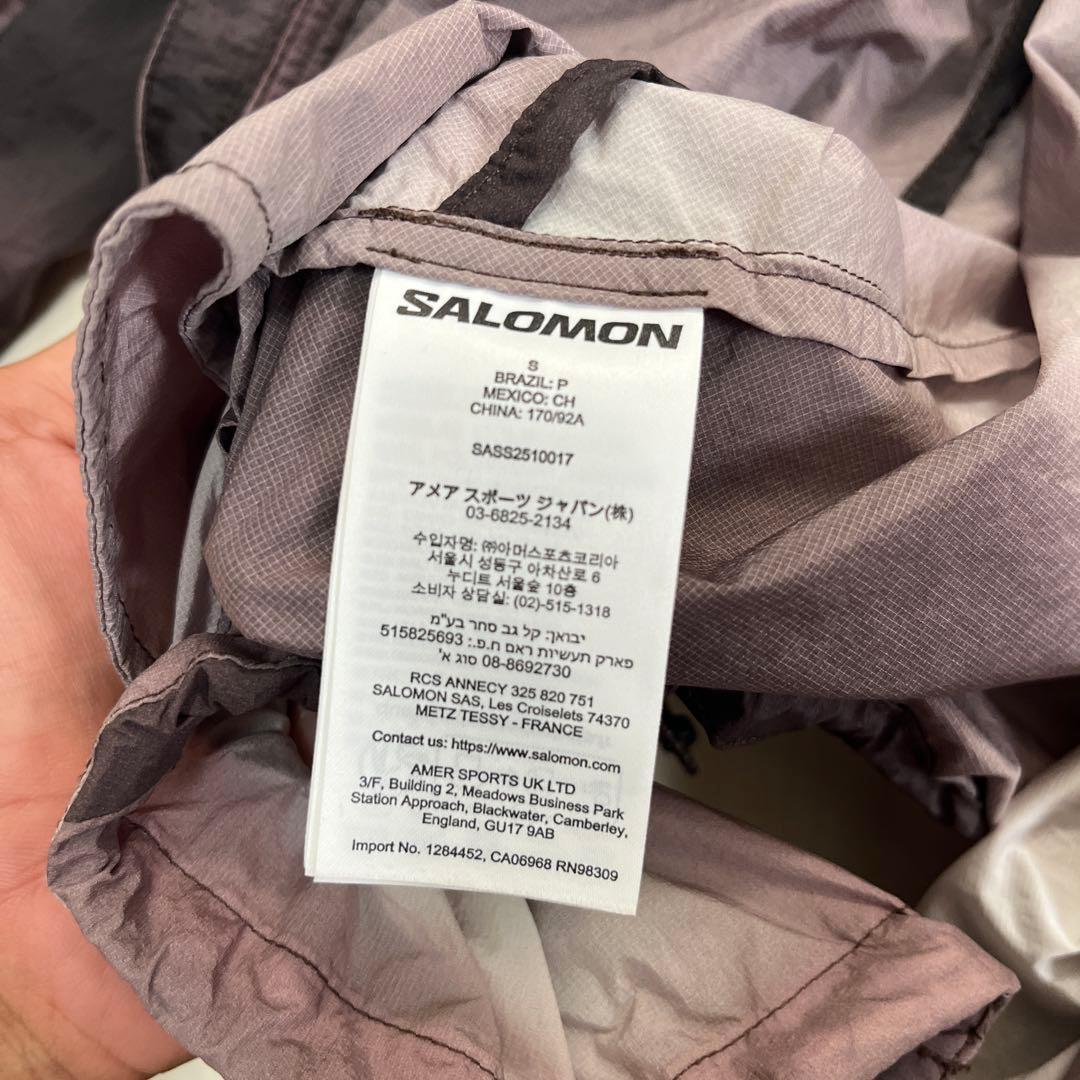 SALOMON
S
BRAZIL: P
MEXICO: CH
CHINA: 170/92A
SASS2510017
アメア スポーツ ジャパン(株)
03-6825-2134
수입자명: ㈜아머스포츠코리아
서울시 성동구 아차산로 6
누디트 서울숲 10층
소비자 상담실: (02)-515-1318
יבואן: קל גב סחר בע"מ
פארק תעשיות ראם ח.פ.: 515825693
08-8692730 סוג א'
RCS ANNECY 325 820 751
SALOMON SAS, Les Croiselets 74370
METZ TESSY - FRANCE
Contact us: https://www.salomon.com
AMER SPORTS UK LTD
3/F, Building 2, Meadows Business Park
Station Approach, Blackwater, Camberley,
England, GU17 9AB
Import No. 1284452, CA06968 RN98309